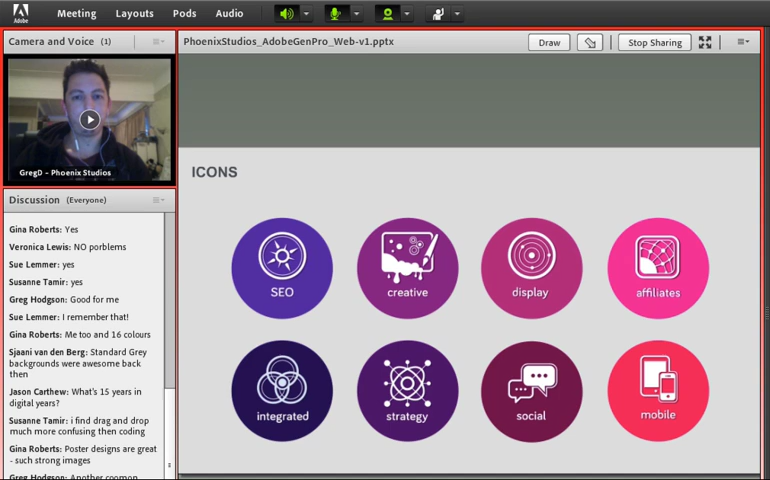 Adobe
Meeting Layouts Pods Audio
Camera and Voice (1)
GregD - Phoenix Studios
Discussion (Everyone)
Gina Roberts: Yes
Veronica Lewis: NO porblems
Sue Lemmer: yes
Susanne Tamir: yes
Greg Hodgson: Good for me
Sue Lemmer: I remember that!
Gina Roberts: Me too and 16 colours
Sjaani van den Berg: Standard Grey
backgrounds were awesome back
then
Jason Carthew: What's 15 years in
digital years?
Susanne Tamir: i find drag and drop
much more confusing then coding
Gina Roberts: Poster designs are great
- such strong images
Greg Hodgson: Another coomon
PhoenixStudios_AdobeGenPro_Web-v1.pptx
Draw Stop Sharing
ICONS
SEO creative display affiliates
integrated strategy social mobile